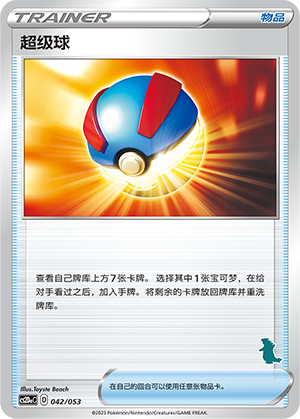 TRAINER 物品
超级球
查看自己牌库上方7张卡牌。选择其中1张宝可梦，在给
对手看过之后，加入手牌。将剩余的卡牌放回牌库并重洗
牌库。
Illus.Toyste Beach
D 042/053
在自己的回合可以使用任意张物品卡。
©2023 Pokémon/Nintendo/Creatures/GAME FREAK.